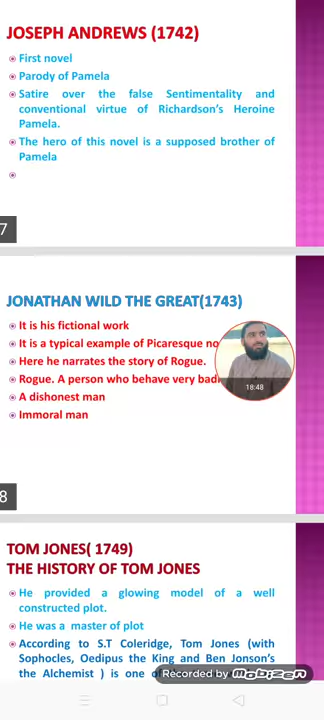 JOSEPH ANDREWS (1742)
First novel
Parody of Pamela
Satire over the false Sentimentality and
conventional virtue of Richardson's Heroine
Pamela.
The hero of this novel is a supposed brother of
Pamela
7
JONATHAN WILD THE GREAT(1743)
It is his fictional work
It is a typical example of Picaresque no
Here he narrates the story of Rogue.
Rogue. A person who behave very badl
18:48
A dishonest man
Immoral man
8
TOM JONES( 1749)
THE HISTORY OF TOM JONES
He provided a glowing model of a well
constructed plot.
He was a master of plot
According to S.T Coleridge, Tom Jones (with
Sophocles, Oedipus the King and Ben Jonson's
the Alchemist ) is one
Recorded by mobizen